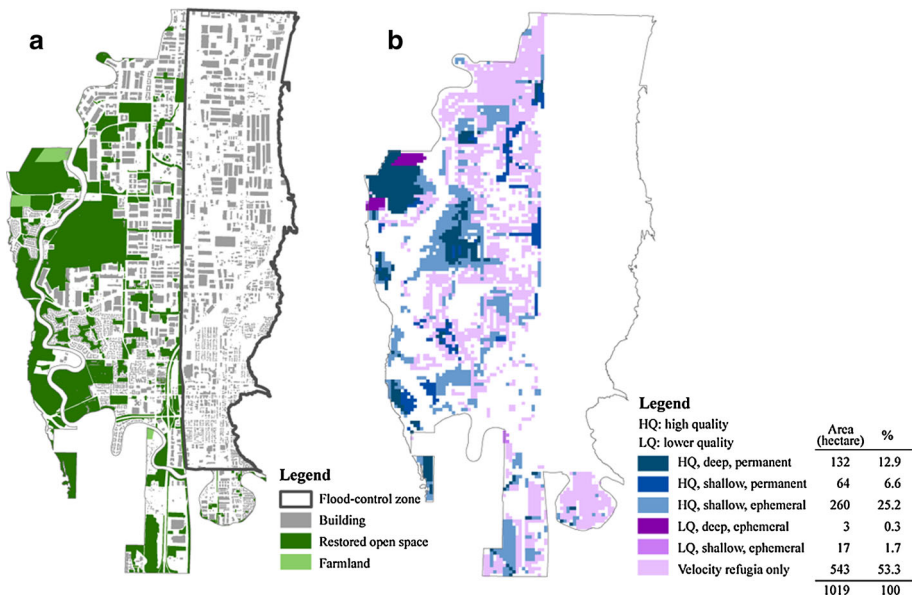 a
b
Legend
Flood-control zone
Building
Restored open space
Farmland
Legend
HQ: high quality
LQ: lower quality
Area (hectare) %
HQ, deep, permanent 132 12.9
HQ, shallow, permanent 64 6.6
HQ, shallow, ephemeral 260 25.2
LQ, deep, ephemeral 3 0.3
LQ, shallow, ephemeral 17 1.7
Velocity refugia only 543 53.3
1019 100